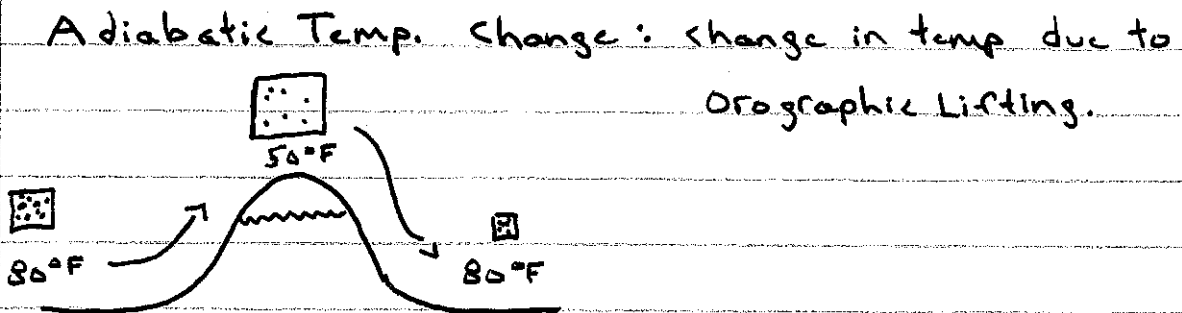 Adiabatic Temp. Change: change in temp due to
Orographic Lifting.
50°F
80°F
80°F